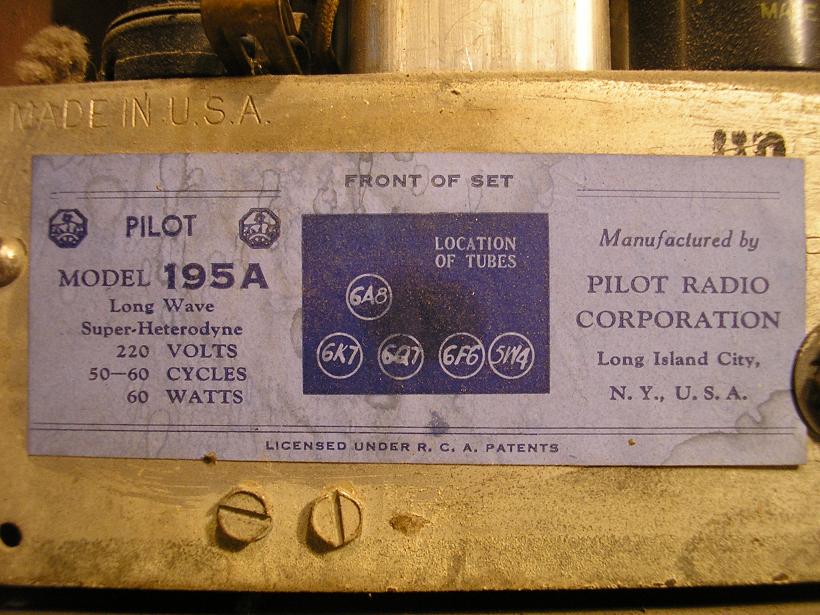 MADE IN U.S.A.
FRONT OF SET
PILOT
MODEL 195A
Long Wave
Super-Heterodyne
220 VOLTS
50—60 CYCLES
60 WATTS
LOCATION
OF TUBES
6A8
6K7 6Q7 6F6 5W4
Manufactured by
PILOT RADIO
CORPORATION
Long Island City,
N. Y., U. S. A.
LICENSED UNDER R. C. A. PATENTS